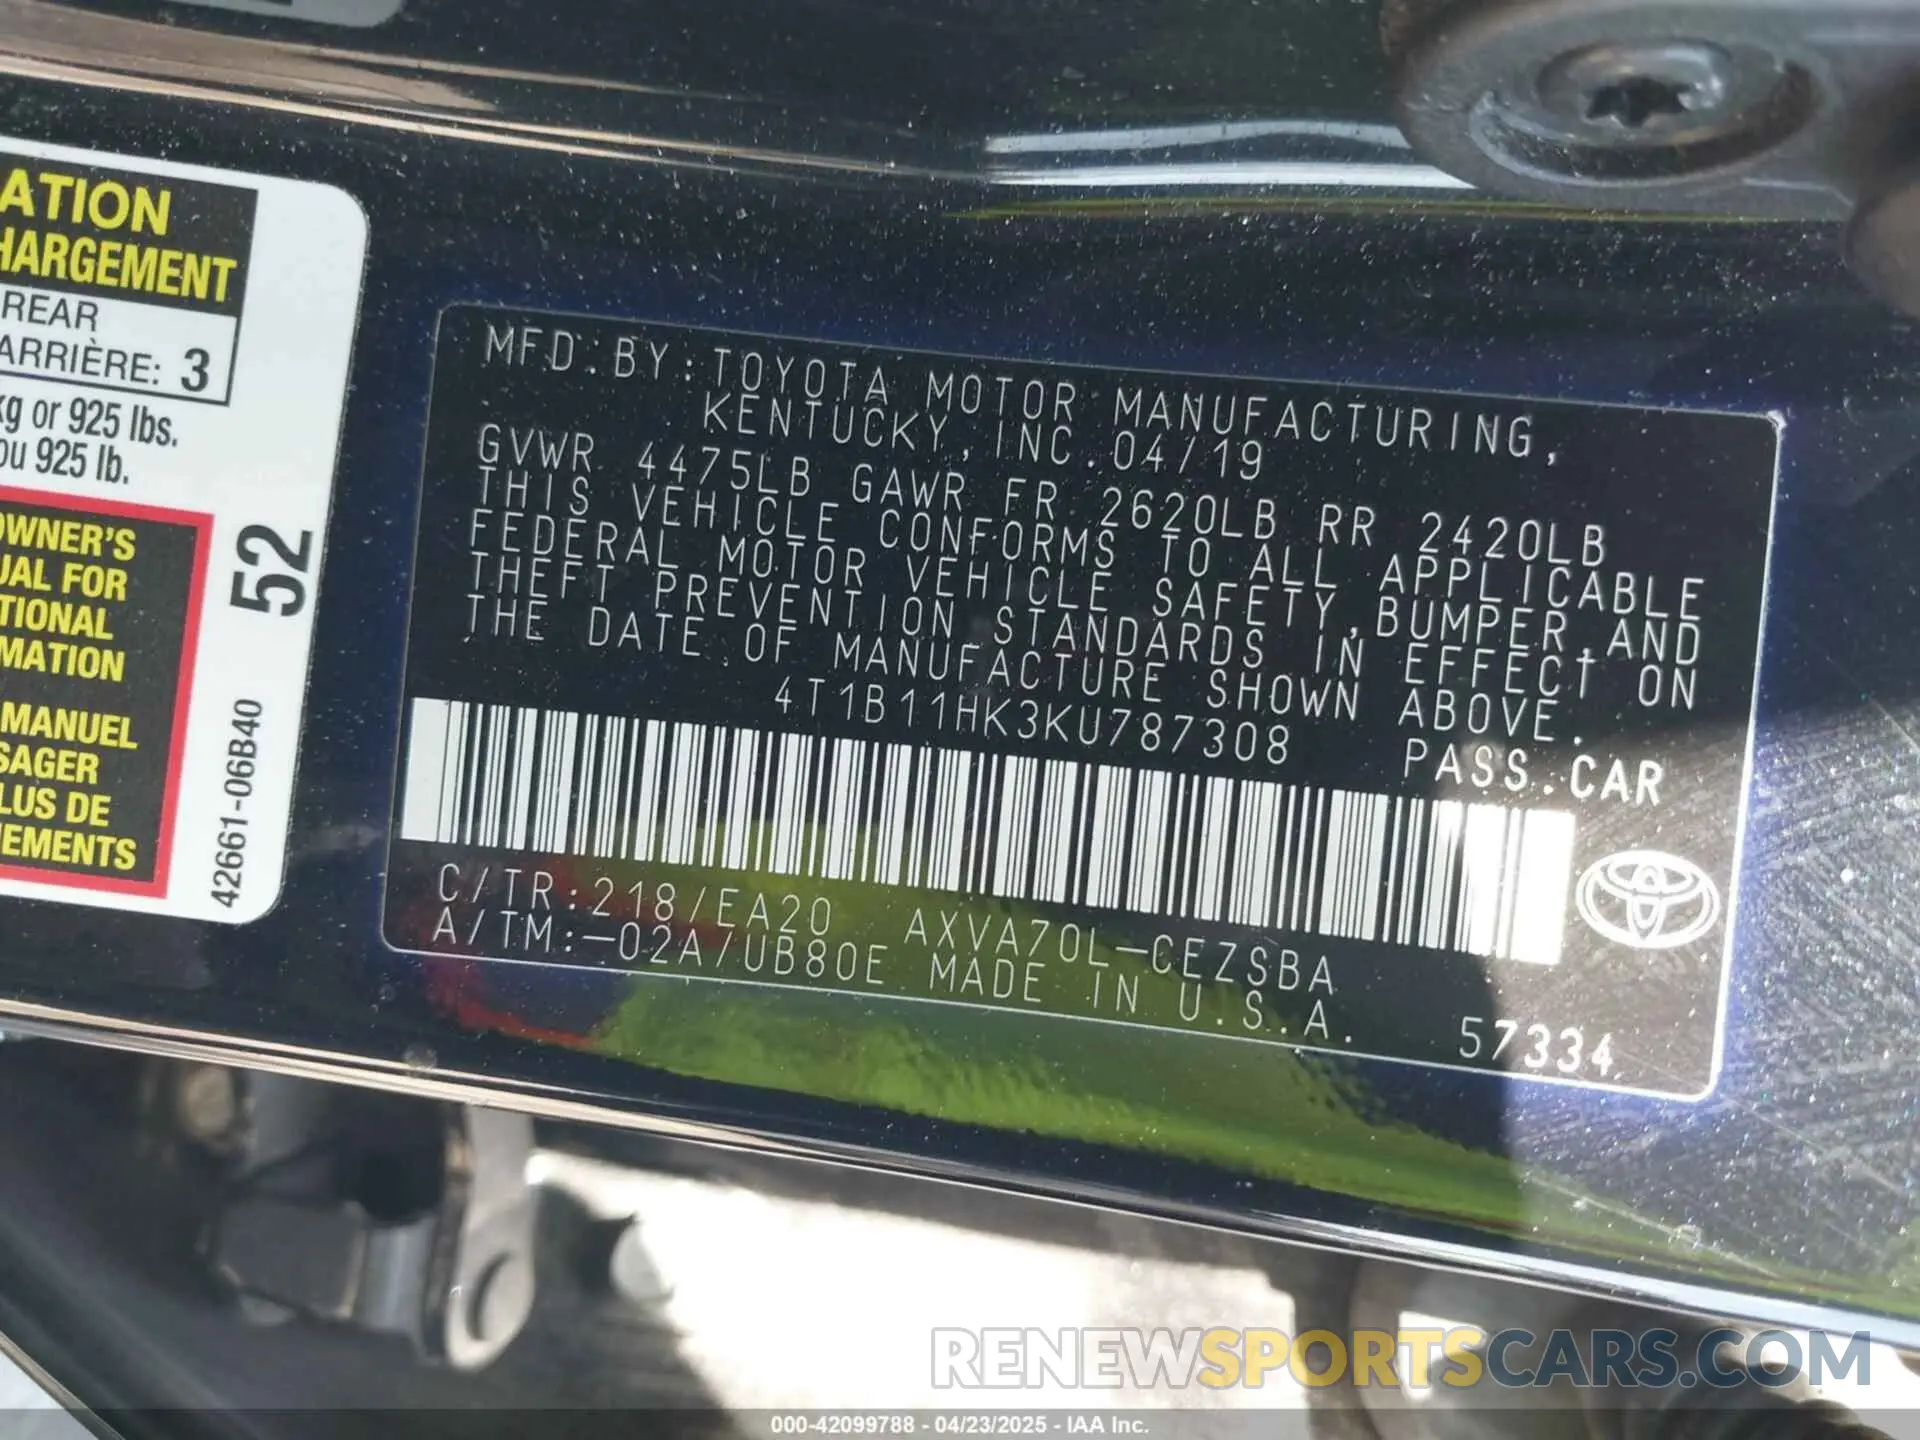 ATION
HARGEMENT
REAR
ARRIÈRE: 3
kg or 925 lbs.
ou 925 lb.
OWNER'S
UAL FOR
TIONAL
MATION
MANUEL
SAGER
LUS DE
EMENTS
52
42661-06B40
MFD.BY:TOYOTA MOTOR MANUFACTURING,
KENTUCKY,INC.04/19
GVWR 4475LB GAWR FR 2620LB RR 2420LB
THIS VEHICLE CONFORMS TO ALL APPLICABLE
FEDERAL MOTOR VEHICLE SAFETY,BUMPER,AND
THEFT PREVENTION STANDARDS IN EFFECT ON
THE DATE OF MANUFACTURE SHOWN ABOVE.
4T1B11HK3KU787308
PASS.CAR
C/TR:218/EA20 AXVA70L-CEZSBA
A/TM:-02A/UB80E MADE IN U.S.A.
57334
RENEWSPORTSCARS.COM
000-42099788 - 04/23/2025 - IAA Inc.